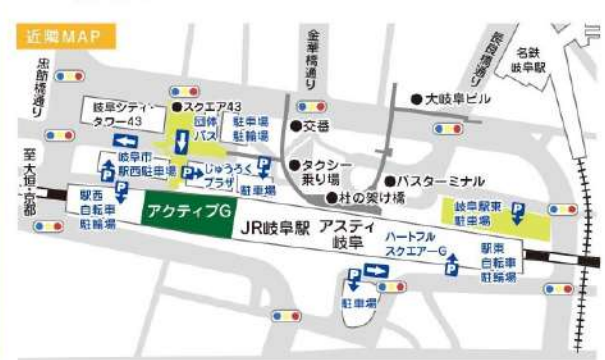 近隣MAP
忠節橋通り
金華橋通り
長良橋通り
名鉄
岐阜駅
岐阜シティ・
タワー43
●スクエア43
団体
バス
駐車場
駐輪場
●交番
●大岐阜ビル
至大垣・京都
岐阜市
駅西駐車場
じゅうろく
プラザ
駐車場
●タクシー
乗り場
●バスターミナル
●杜の架け橋
岐阜駅東
駐車場
駅西
自転車
駐輪場
アクティブG
JR岐阜駅
アスティ
岐阜
ハートフル
スクエアーG
駅東
自転車
駐輪場
駐車場
P
P
P
P
P
P
P
P